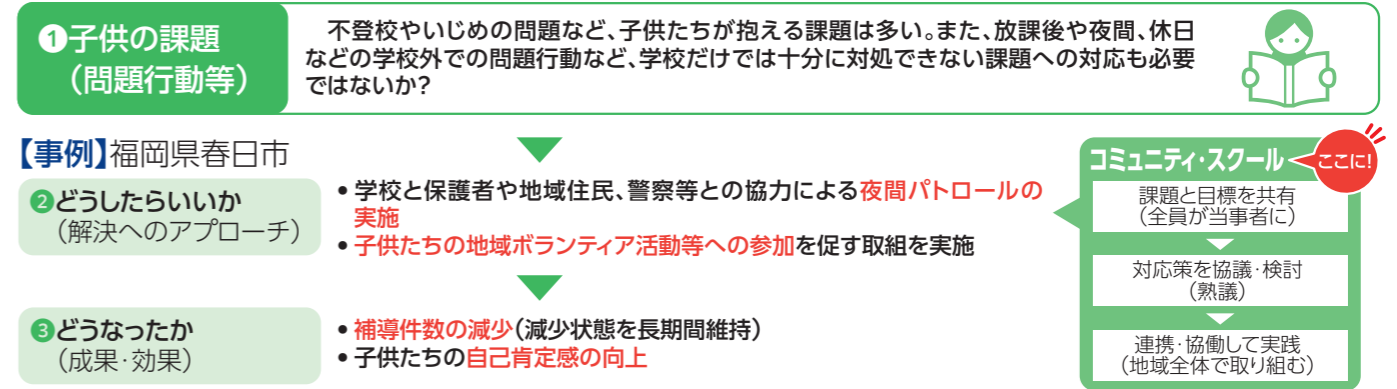 ❶子供の課題
（問題行動等）
不登校やいじめの問題など、子供たちが抱える課題は多い。また、放課後や夜間、休日
などの学校外での問題行動など、学校だけでは十分に対処できない課題への対応も必要
ではないか?
【事例】福岡県春日市
❷どうしたらいいか
（解決へのアプローチ）
• 学校と保護者や地域住民、警察等との協力による夜間パトロールの
実施
• 子供たちの地域ボランティア活動等への参加を促す取組を実施
❸どうなったか
（成果・効果）
• 補導件数の減少（減少状態を長期間維持）
• 子供たちの自己肯定感の向上
コミュニティ・スクール
ここに!
課題と目標を共有
（全員が当事者に）
対応策を協議・検討
（熟議）
連携・協働して実践
（地域全体で取り組む）